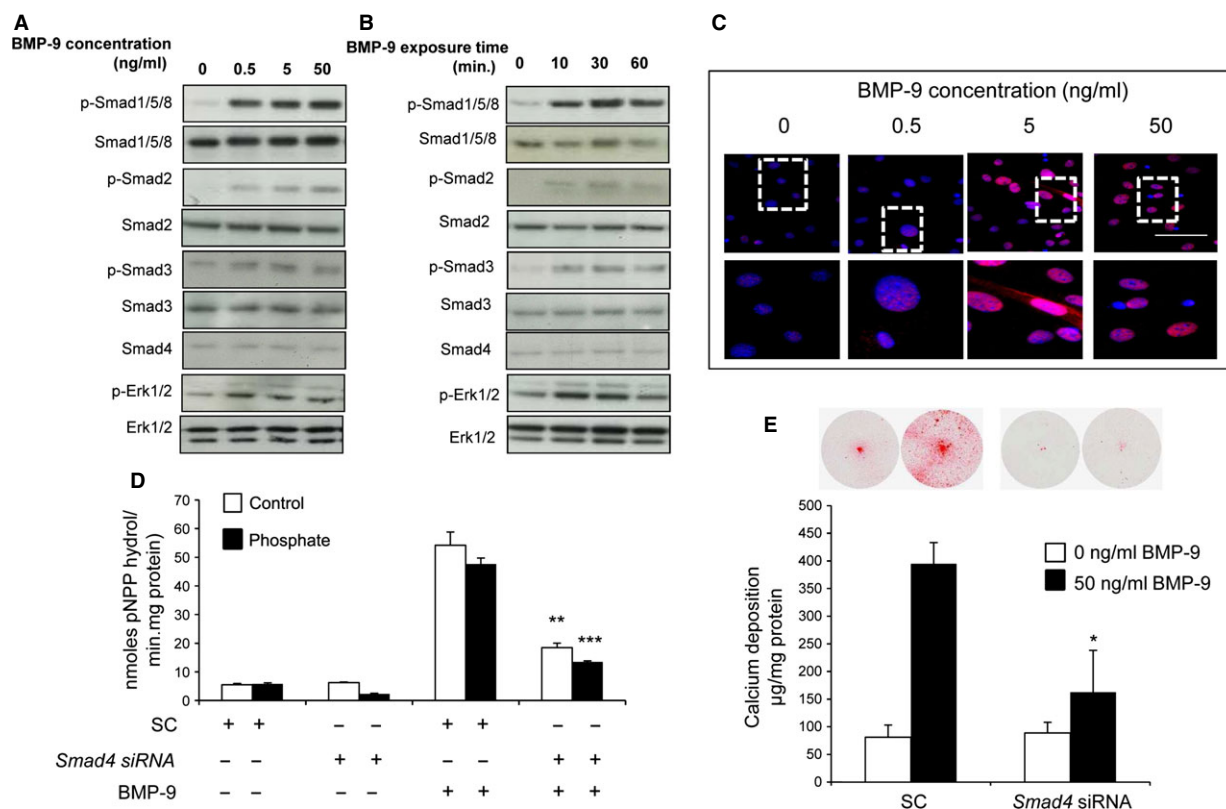 A
BMP-9 concentration
(ng/ml)
0 0.5 5 50
p-Smad1/5/8
Smad1/5/8
p-Smad2
Smad2
p-Smad3
Smad3
Smad4
p-Erk1/2
Erk1/2
B
BMP-9 exposure time
(min.)
0 10 30 60
p-Smad1/5/8
Smad1/5/8
p-Smad2
Smad2
p-Smad3
Smad3
Smad4
p-Erk1/2
Erk1/2
C
BMP-9 concentration (ng/ml)
0 0.5 5 50
D
nmoles pNPP hydrol/
min.mg protein)
70
60
50
40
30
20
10
0
Control
Phosphate
**
***
SC + + – – + + – –
Smad4 siRNA – – + + – – + +
BMP-9 – – – – + + + +
E
Calcium deposition
µg/mg protein
500
450
400
350
300
250
200
150
100
50
0
0 ng/ml BMP-9
50 ng/ml BMP-9
*
SC
Smad4 siRNA